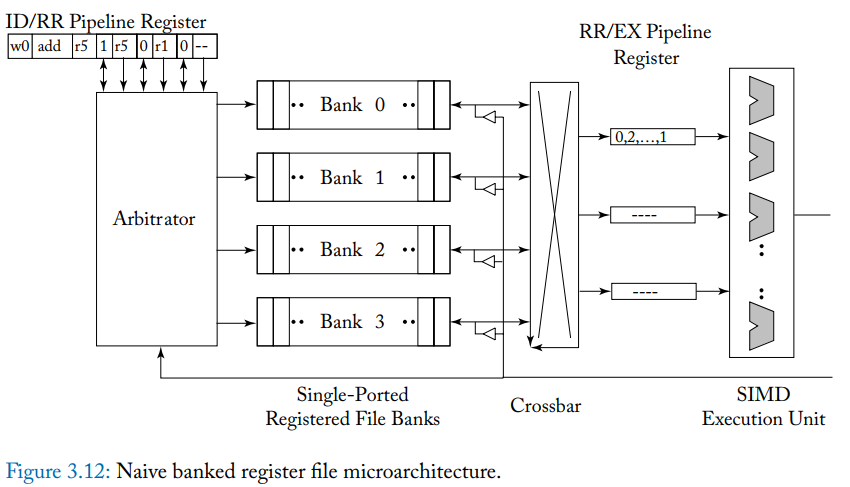 ID/RR Pipeline Register
w0 add r5 1 r5 0 r1 0 --
RR/EX Pipeline
Register
Bank 0
0,2,...,1
Bank 1
Arbitrator
----
Bank 2
----
Bank 3
Single-Ported
Registered File Banks
Crossbar
SIMD
Execution Unit
Figure 3.12: Naive banked register file microarchitecture.